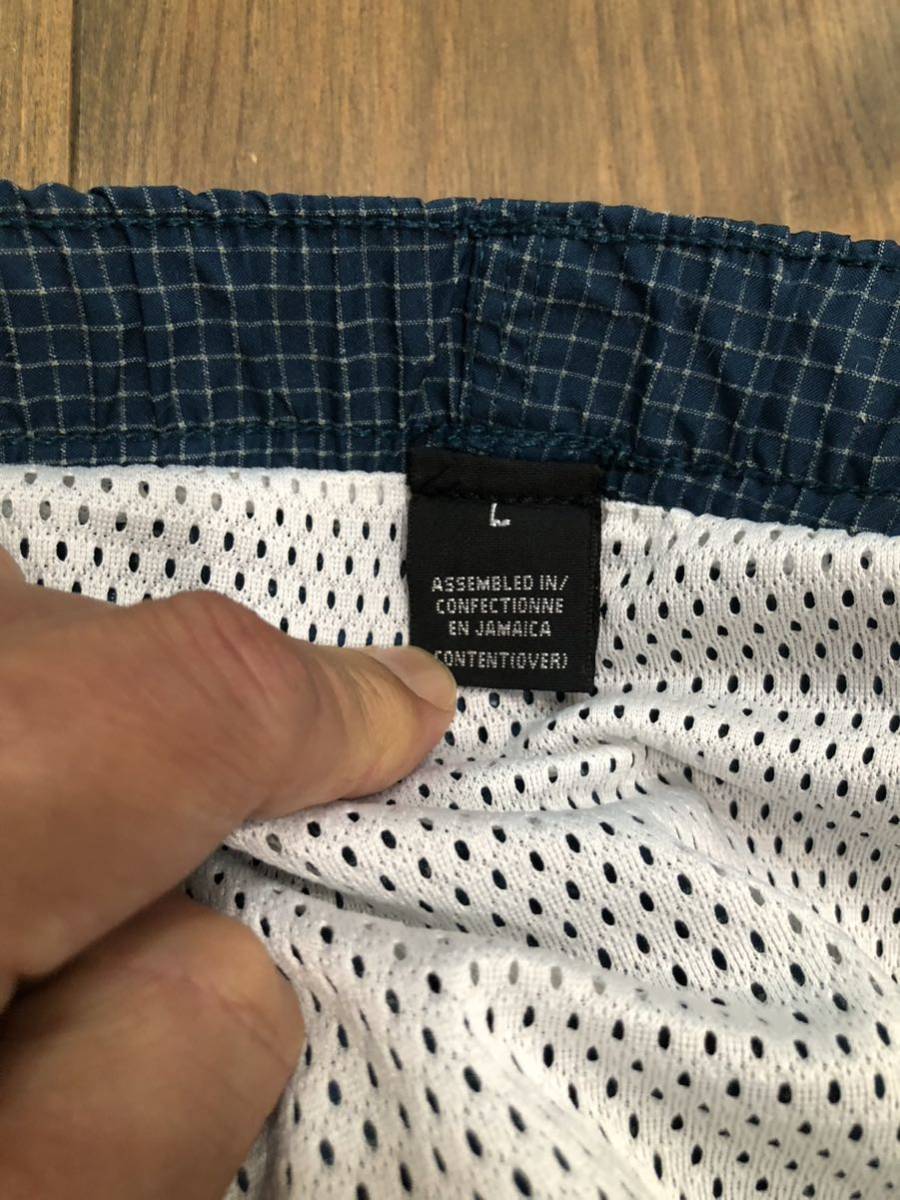 L
ASSEMBLED IN/
CONFECTIONNE
EN JAMAICA
CONTENT(OVER)